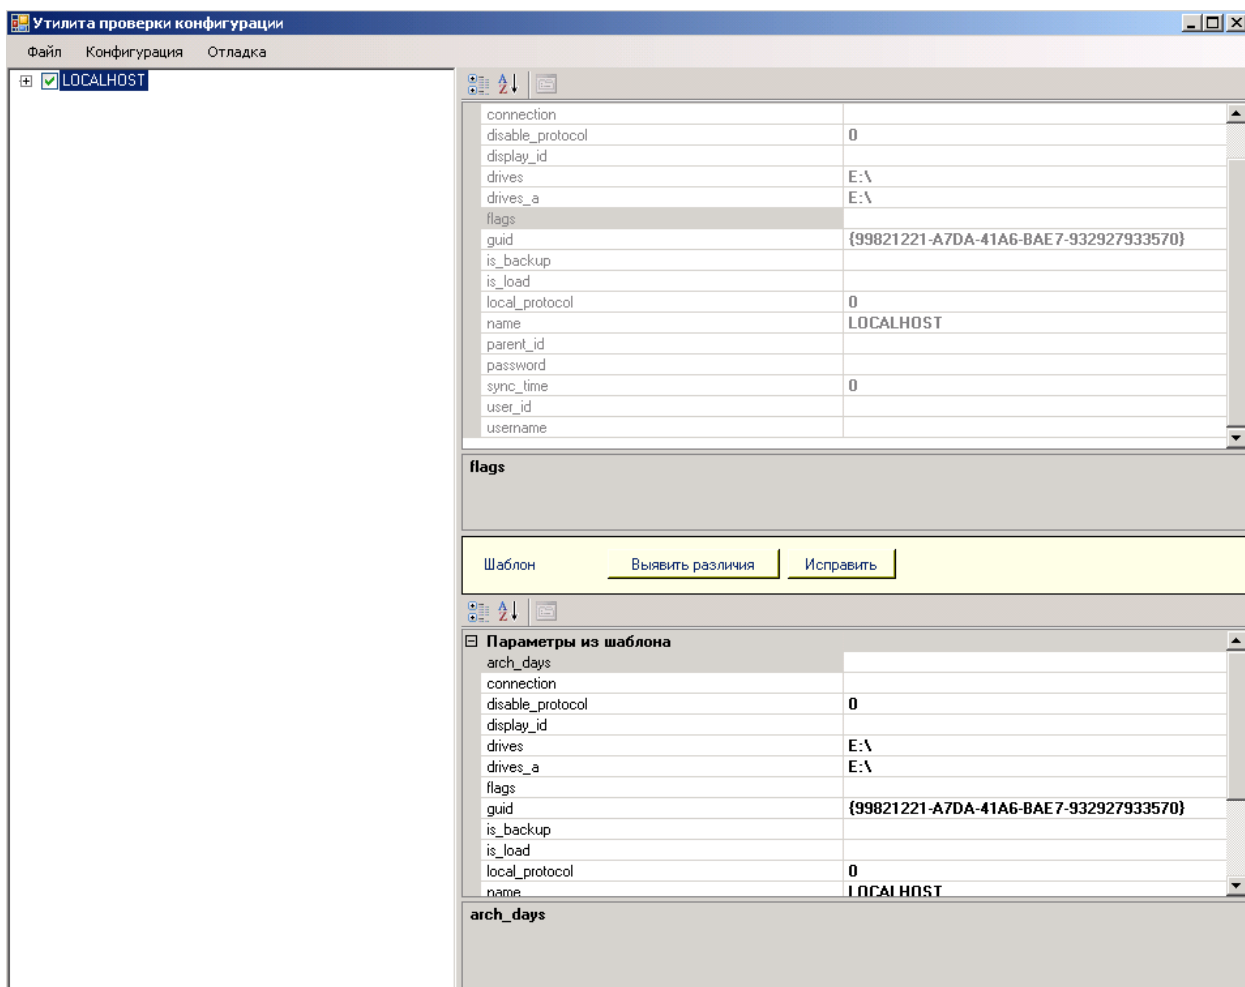 Утилита проверки конфигурации
Файл Конфигурация Отладка
LOCALHOST
connection
disable_protocol 0
display_id
drives E:\
drives_a E:\
flags
guid {99821221-A7DA-41A6-BAE7-932927933570}
is_backup
is_load
local_protocol 0
name LOCALHOST
parent_id
password
sync_time 0
user_id
username
flags
Шаблон Выявить различия Исправить
Параметры из шаблона
arch_days
connection
disable_protocol 0
display_id
drives E:\
drives_a E:\
flags
guid {99821221-A7DA-41A6-BAE7-932927933570}
is_backup
is_load
local_protocol 0
name LOCALHOST
arch_days